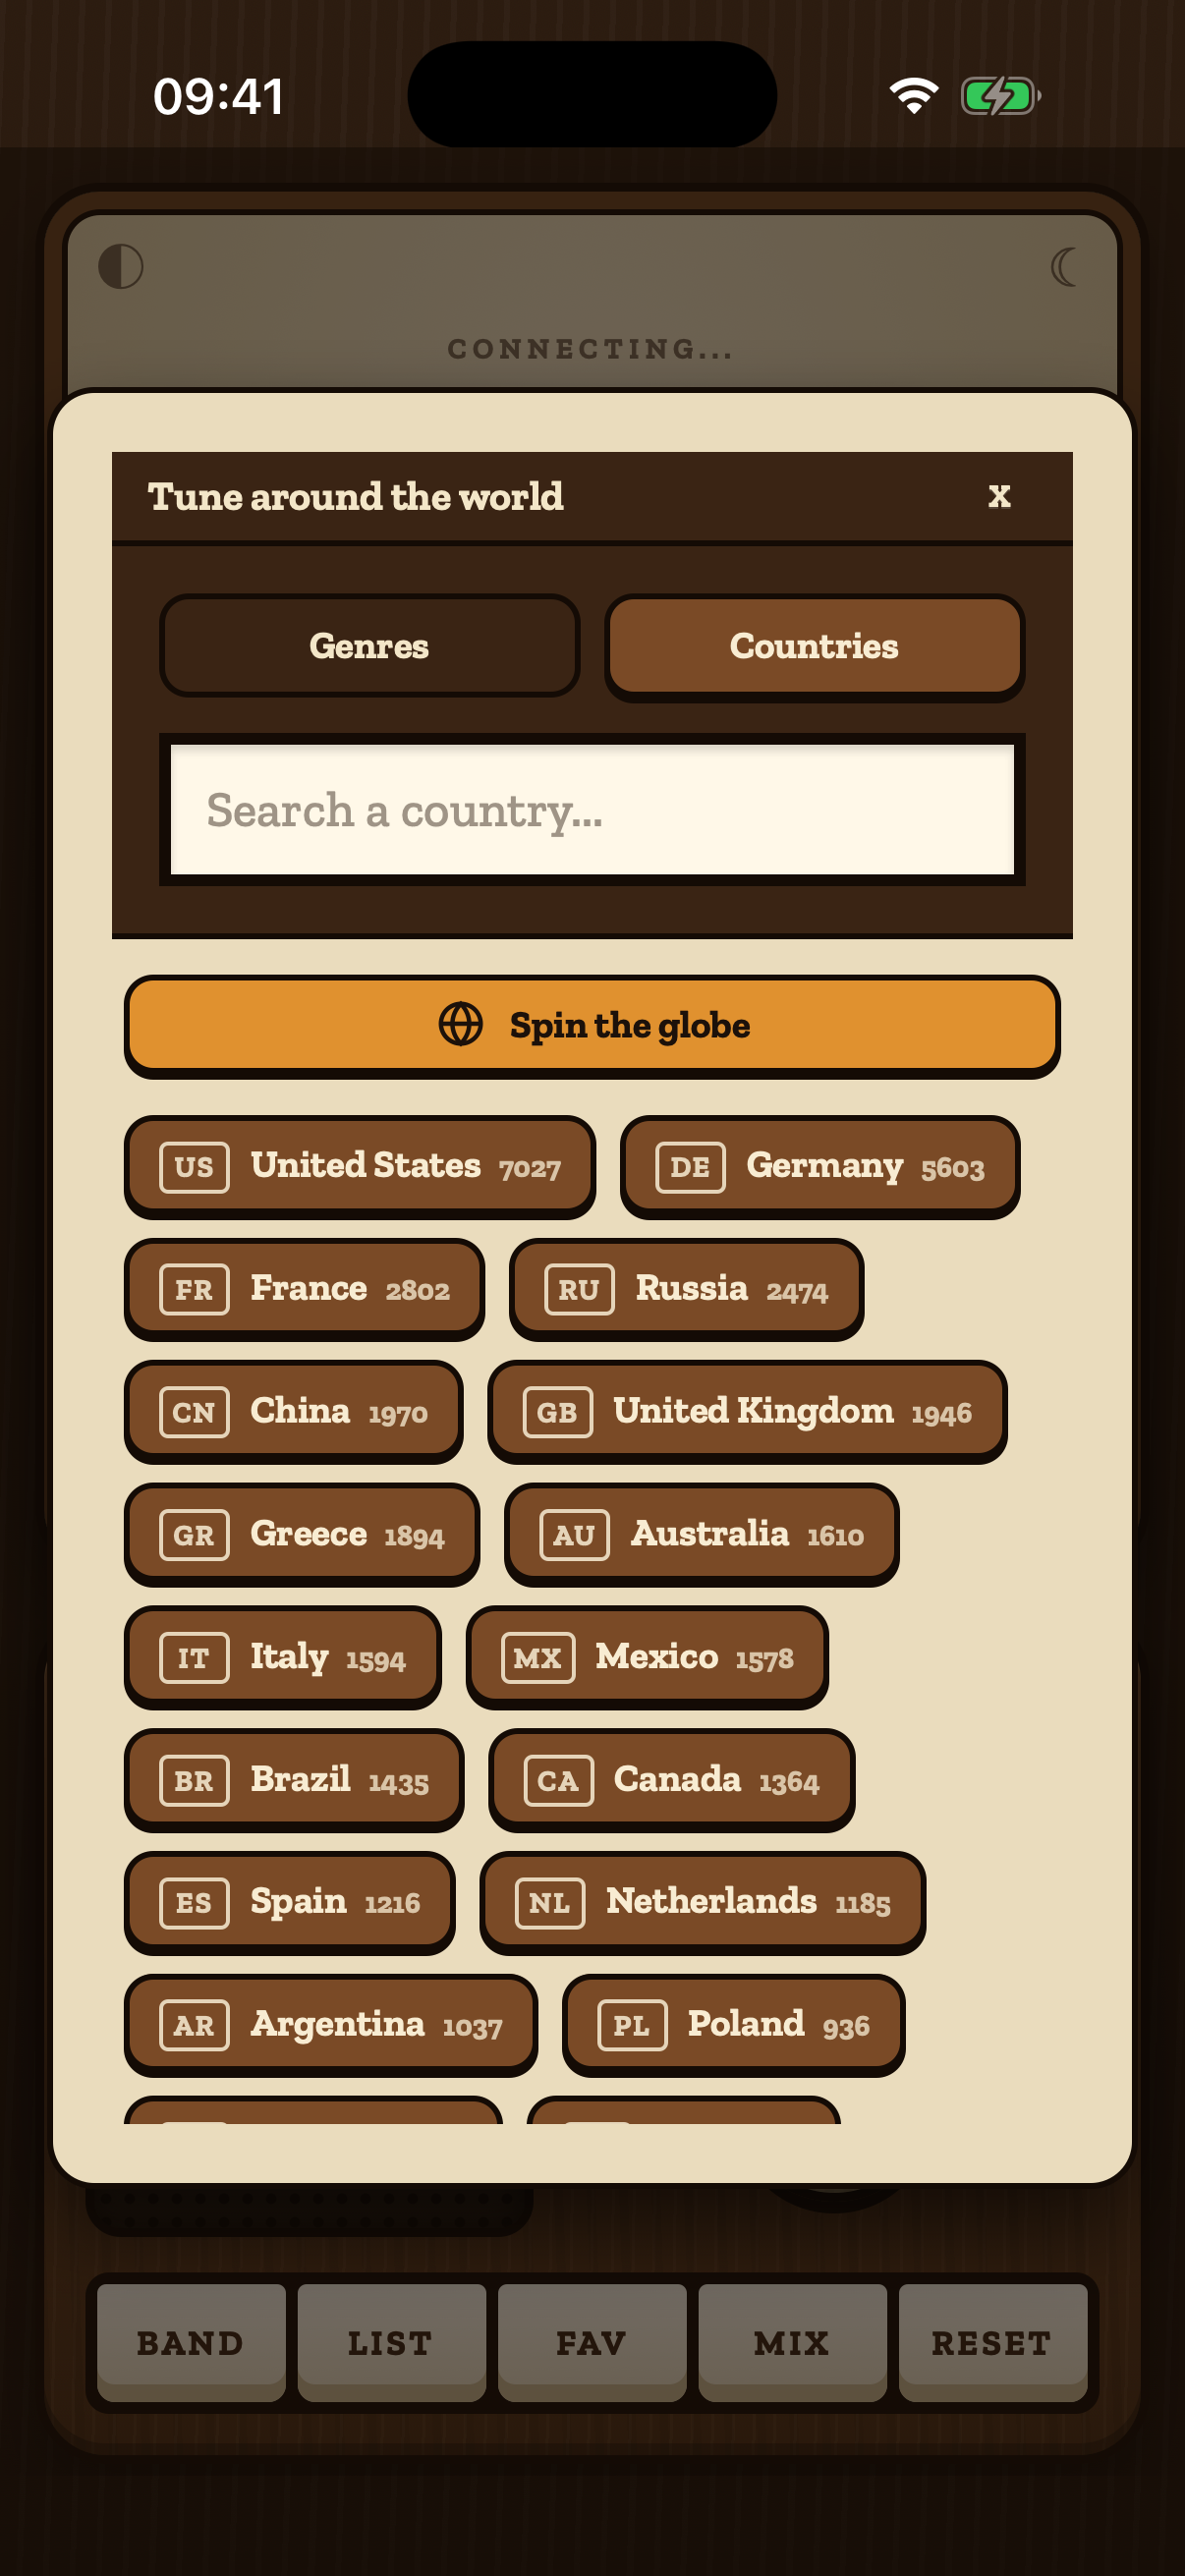 09:41
CONNECTING...
Tune around the world
x
Genres Countries
Search a country...
Spin the globe
US United States 7027 DE Germany 5603
FR France 2802 RU Russia 2474
CN China 1970 GB United Kingdom 1946
GR Greece 1894 AU Australia 1610
IT Italy 1594 MX Mexico 1578
BR Brazil 1435 CA Canada 1364
ES Spain 1216 NL Netherlands 1185
AR Argentina 1037 PL Poland 936
BAND LIST FAV MIX RESET